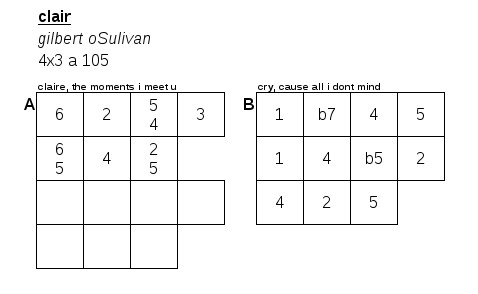 clair
gilbert oSulivan
4x3 a 105
claire, the moments i meet u
A
6 2 5 4 3
6 5 4 2 5
cry, cause all i dont mind
B
1 b7 4 5
1 4 b5 2
4 2 5